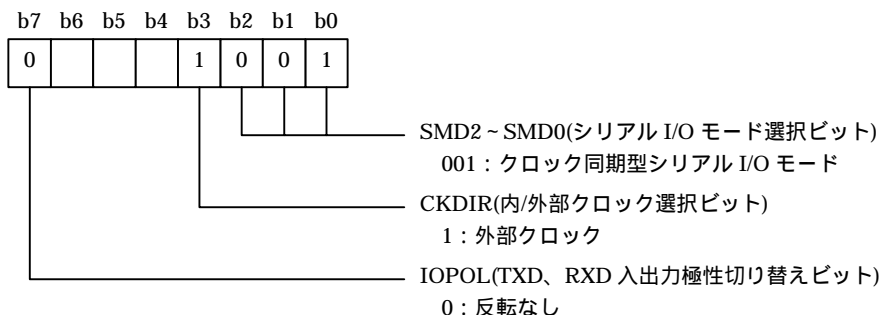 b7 b6 b5 b4 b3 b2 b1 b0
0 1 0 0 1
SMD2 ~ SMD0(シリアル I/O モード選択ビット)
001：クロック同期型シリアル I/O モード
CKDIR(内/外部クロック選択ビット)
1：外部クロック
IOPOL(TXD、RXD 入出力極性切り替えビット)
0：反転なし